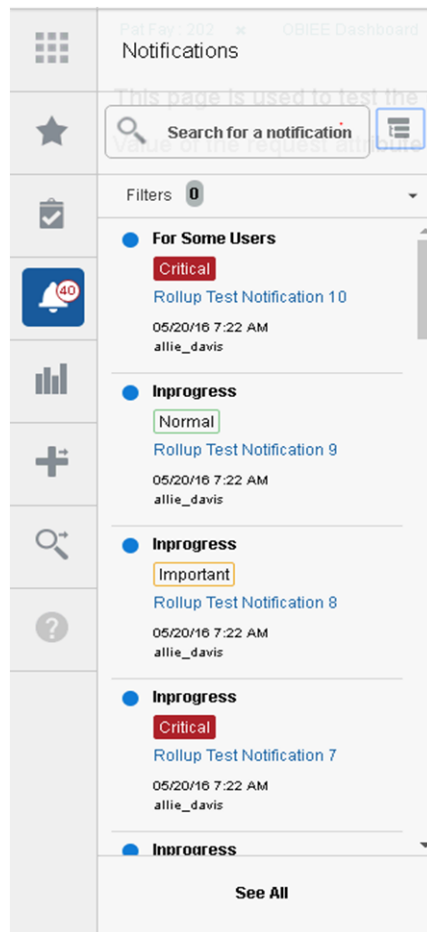 Pat Fay : 202 × OBIEE Dashboard
Notifications
This page is used to test the
Search for a notification
Value of the request attribute
Filters 0
For Some Users
Critical
Rollup Test Notification 10
05/20/16 7:22 AM
allie_davis
40
Inprogress
Normal
Rollup Test Notification 9
05/20/16 7:22 AM
allie_davis
Inprogress
Important
Rollup Test Notification 8
05/20/16 7:22 AM
allie_davis
Inprogress
Critical
Rollup Test Notification 7
05/20/16 7:22 AM
allie_davis
Inprogress
See All